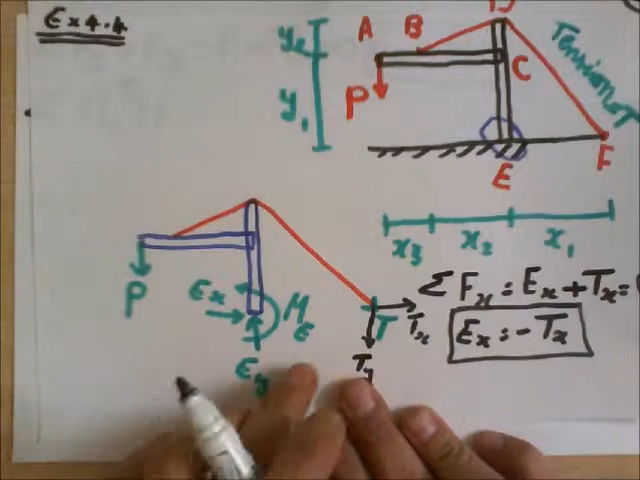 Ex 4.4
D
A
B
y2
C
P
y1
Tension T
F
E
x3
x2
x1
P
Ex
ME
Ey
T
Tx
Ty
ΣFx = Ex + Tx =
Ex = - Tx